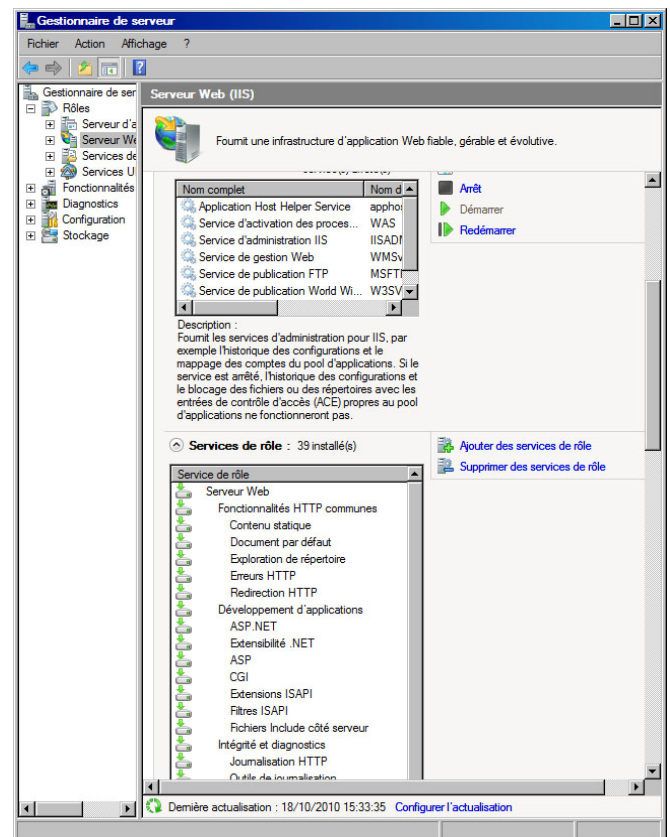 Gestionnaire de serveur
Fichier Action Affichage ?
Gestionnaire de ser
Rôles
Serveur d'a
Serveur We
Services de
Services U
Fonctionnalités
Diagnostics
Configuration
Stockage
Serveur Web (IIS)
Fournit une infrastructure d'application Web fiable, gérable et évolutive.
Nom complet Nom d
Application Host Helper Service appho
Service d'activation des proces... WAS
Service d'administration IIS IISADM
Service de gestion Web WMSv
Service de publication FTP MSFT
Service de publication World Wi... W3SV
Arrêt
Démarrer
Redémarrer
Description :
Fournit les services d'administration pour IIS, par
exemple l'historique des configurations et le
mappage des comptes du pool d'applications. Si le
service est arrêté, l'historique des configurations et
le blocage des fichiers ou des répertoires avec les
entrées de contrôle d'accès (ACE) propres au pool
d'applications ne fonctionneront pas.
Services de rôle : 39 installé(s)
Ajouter des services de rôle
Supprimer des services de rôle
Service de rôle
Serveur Web
Fonctionnalités HTTP communes
Contenu statique
Document par défaut
Exploration de répertoire
Erreurs HTTP
Redirection HTTP
Développement d'applications
ASP.NET
Extensibilité .NET
ASP
CGI
Extensions ISAPI
Filtres ISAPI
Fichiers Include côté serveur
Intégrité et diagnostics
Journalisation HTTP
Outils de journalisation
Dernière actualisation : 18/10/2010 15:33:35 Configurer l'actualisation